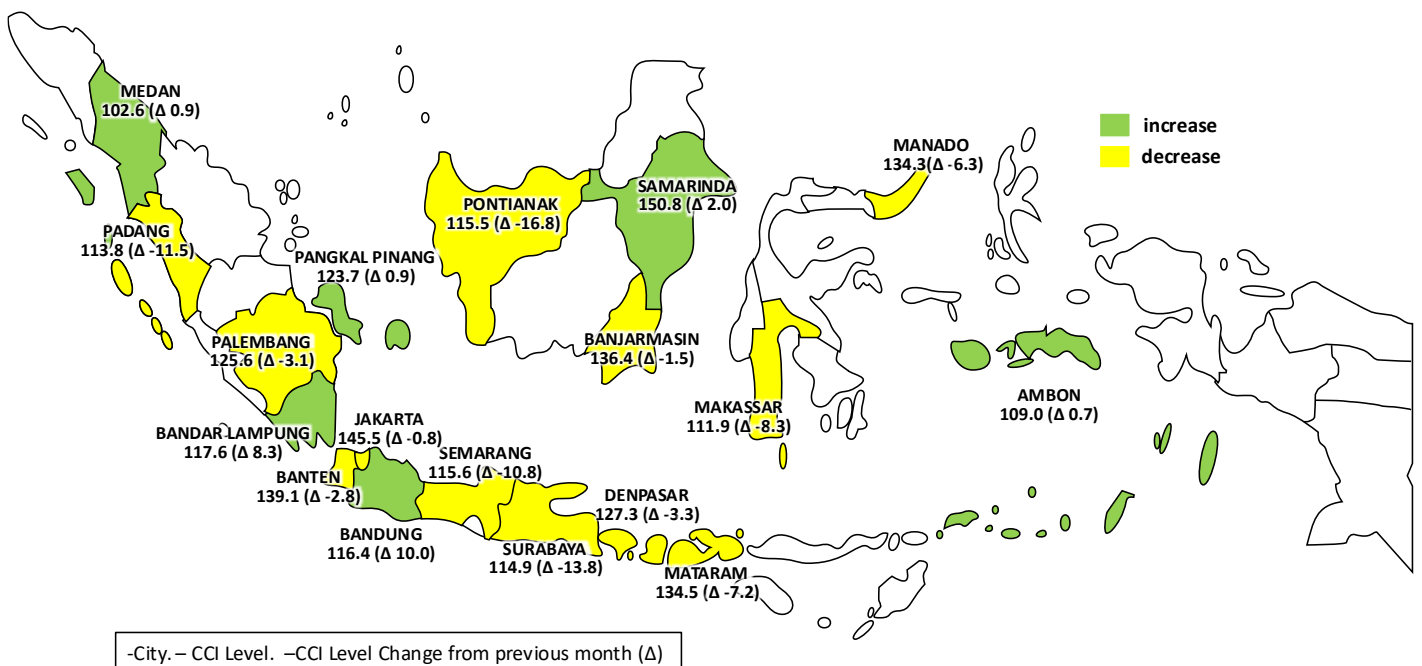 MEDAN
102.6 (Δ 0.9)
increase
decrease
MANADO
134.3(Δ -6.3)
SAMARINDA
150.8 (Δ 2.0)
PONTIANAK
115.5 (Δ -16.8)
PADANG
113.8 (Δ -11.5)
PANGKAL PINANG
123.7 (Δ 0.9)
PALEMBANG
125.6 (Δ -3.1)
BANJARMASIN
136.4 (Δ -1.5)
MAKASSAR
111.9 (Δ -8.3)
AMBON
109.0 (Δ 0.7)
BANDAR LAMPUNG
117.6 (Δ 8.3)
JAKARTA
145.5 (Δ -0.8)
SEMARANG
115.6 (Δ -10.8)
BANTEN
139.1 (Δ -2.8)
DENPASAR
127.3 (Δ -3.3)
BANDUNG
116.4 (Δ 10.0)
SURABAYA
114.9 (Δ -13.8)
MATARAM
134.5 (Δ -7.2)
-City. – CCI Level. –CCI Level Change from previous month (Δ)